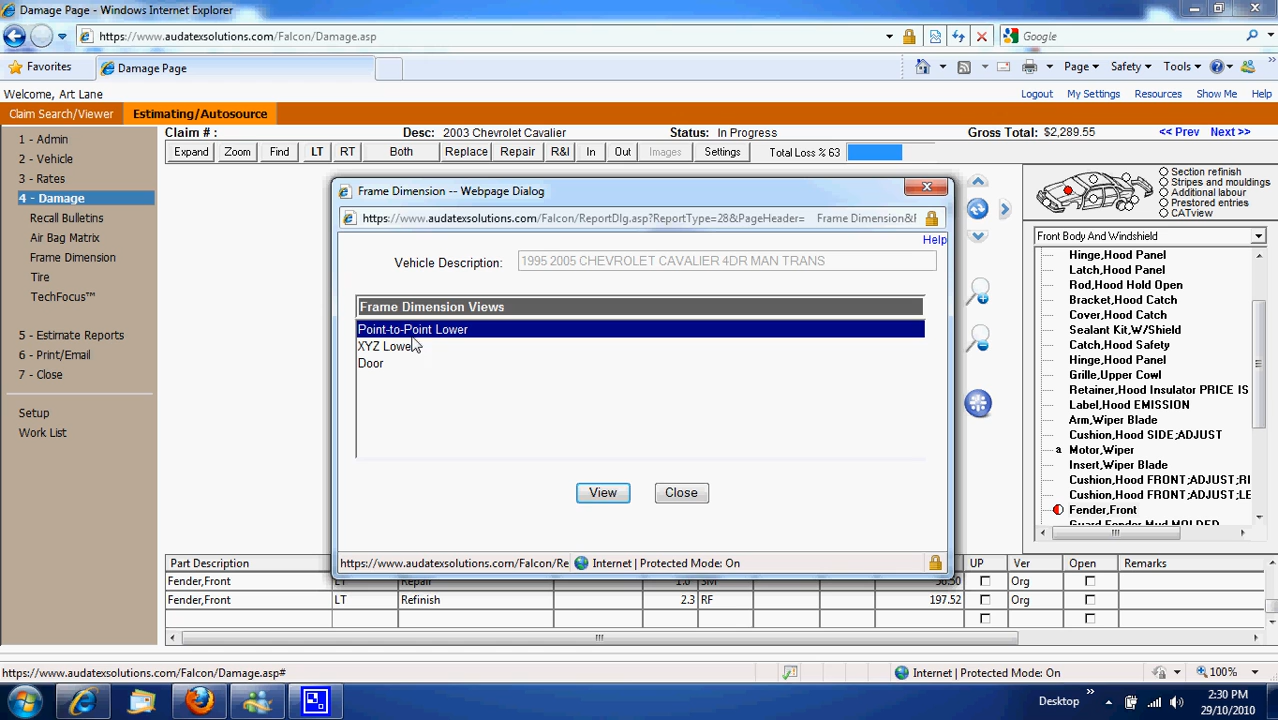 Damage Page - Windows Internet Explorer
https://www.audatexsolutions.com/Falcon/Damage.asp
Google
Favorites
Damage Page
Page
Safety
Tools
Welcome, Art Lane
Logout
My Settings
Resources
Show Me
Help
Claim Search/Viewer
Estimating/Autosource
1 - Admin
2 - Vehicle
3 - Rates
4 - Damage
Recall Bulletins
Air Bag Matrix
Frame Dimension
Tire
TechFocus™
5 - Estimate Reports
6 - Print/Email
7 - Close
Setup
Work List
Claim # :
Desc: 2003 Chevrolet Cavalier
Status: In Progress
Gross Total: $2,289.55
<< Prev
Next >>
Expand
Zoom
Find
LT
RT
Both
Replace
Repair
R&I
In
Out
Images
Settings
Total Loss % 63
Frame Dimension -- Webpage Dialog
https://www.audatexsolutions.com/Falcon/ReportDlg.asp?ReportType=28&PageHeader= Frame Dimension&F
Help
Vehicle Description: 1995 2005 CHEVROLET CAVALIER 4DR MAN TRANS
Frame Dimension Views
Point-to-Point Lower
XYZ Lower
Door
View
Close
https://www.audatexsolutions.com/Falcon/Re
Internet | Protected Mode: On
Section refinish
Stripes and mouldings
Additional labour
Prestored entries
CATview
Front Body And Windshield
Hinge,Hood Panel
Latch,Hood Panel
Rod,Hood Hold Open
Bracket,Hood Catch
Cover,Hood Catch
Sealant Kit,W/Shield
Catch,Hood Safety
Hinge,Hood Panel
Grille,Upper Cowl
Retainer,Hood Insulator PRICE IS
Label,Hood EMISSION
Arm,Wiper Blade
Cushion,Hood SIDE;ADJUST
a Motor,Wiper
Insert,Wiper Blade
Cushion,Hood FRONT;ADJUST;RI
Cushion,Hood FRONT;ADJUST;LE
Fender,Front
Guard,Fender Mud MOLDED
Part Description
UP
Ver
Open
Remarks
Fender,Front LT Repair 1.0 SM 56.50 Org
Fender,Front LT Refinish 2.3 RF 197.52 Org
https://www.audatexsolutions.com/Falcon/Damage.asp#
Internet | Protected Mode: On
100%
Desktop
2:30 PM
29/10/2010